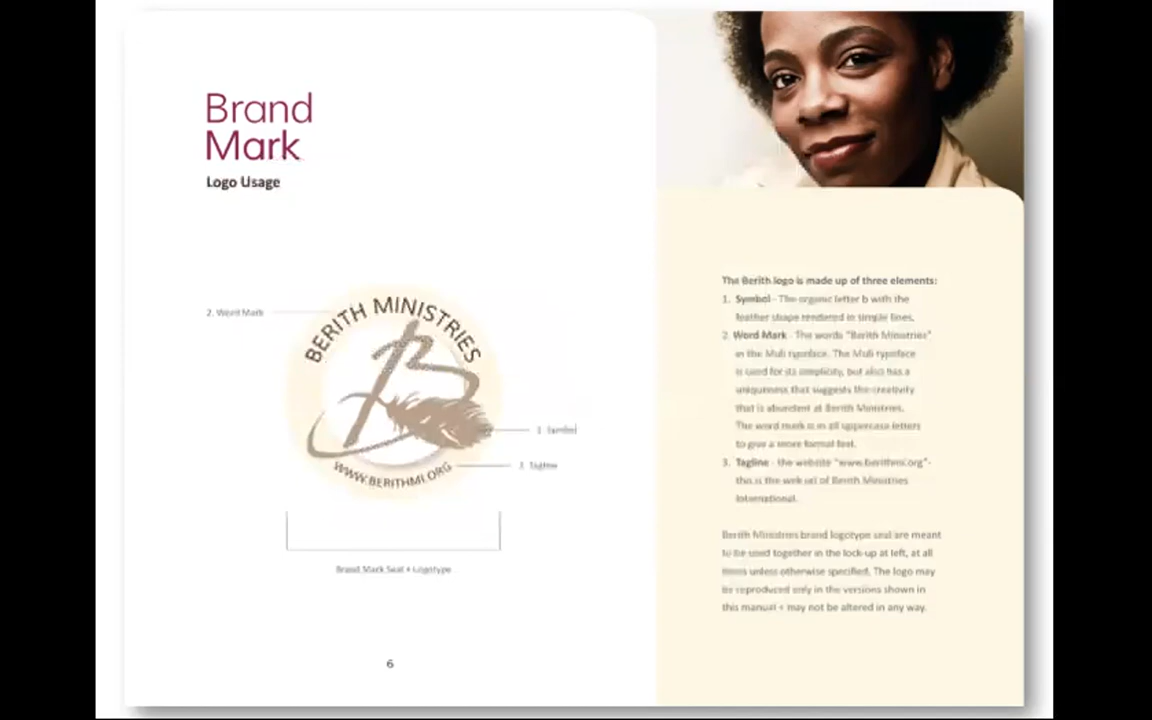 Brand
Mark
Logo Usage
2. Word Mark
BERITH MINISTRIES
1. Symbol
3. Tagline
WWW.BERITHMI.ORG
Brand Mark Seal + Logotype
6
The Berith logo is made up of three elements:
1. Symbol - The organic letter b with the
feather shape rendered in simple lines.
2. Word Mark - The words "Berith Ministries"
in the Muli typeface. The Muli typeface
is used for its simplicity, but also has a
uniqueness that suggests the creativity
that is abundant at Berith Ministries.
The word mark is in all uppercase letters
to give a more formal feel.
3. Tagline - the website "www.berithmi.org"-
this is the web url of Berith Ministries
International.
Berith Ministries brand logotype seal are meant
to be used together in the lock-up at left, at all
times unless otherwise specified. The logo may
be reproduced only in the versions shown in
this manual + may not be altered in any way.